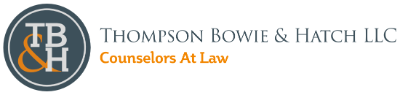 TB
&H
Thompson Bowie & Hatch LLC
Counselors At Law